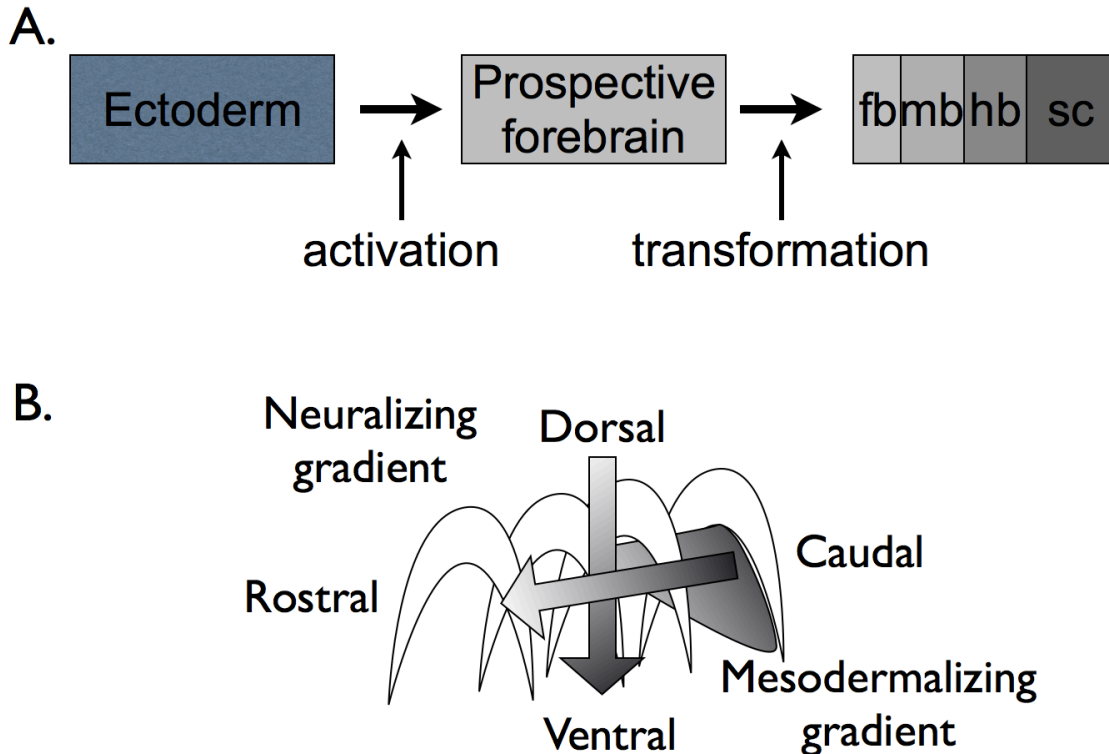 A.
Ectoderm
Prospective
forebrain
fb mb hb sc
activation
transformation
B.
Neuralizing
gradient
Dorsal
Rostral
Caudal
Mesodermalizing
gradient
Ventral